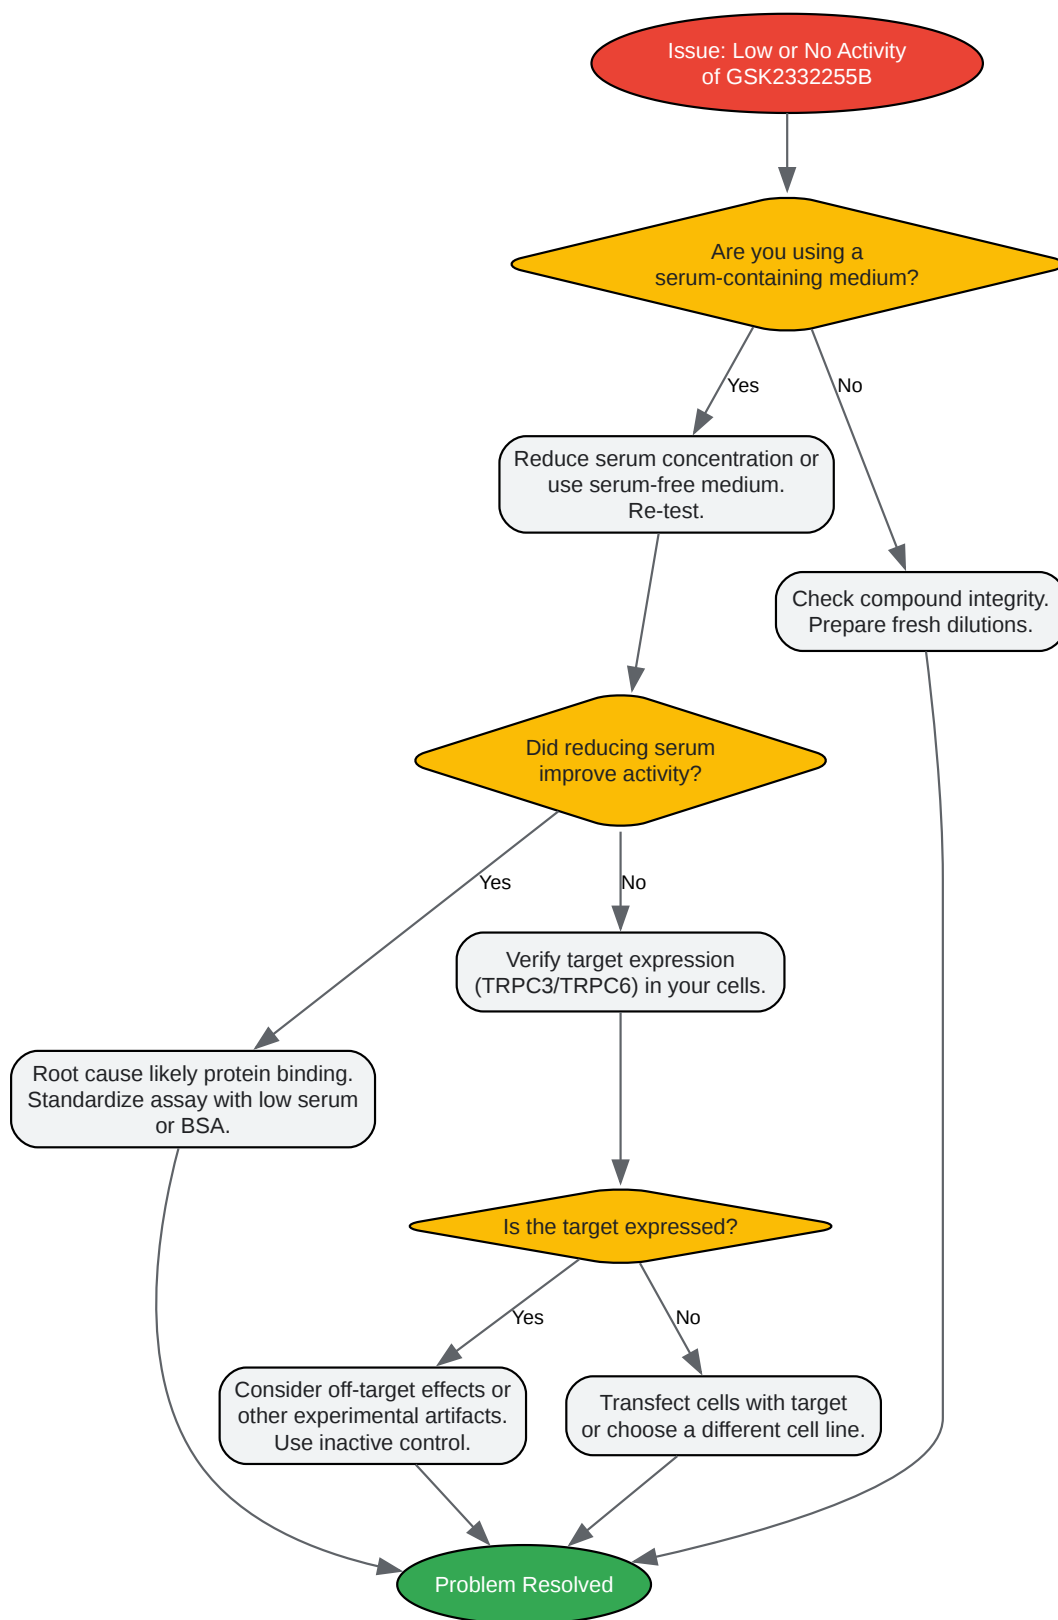 Issue: Low or No Activity
of GSK2332255B
Are you using a
serum-containing medium?
Yes
No
Reduce serum concentration or
use serum-free medium.
Re-test.
Check compound integrity.
Prepare fresh dilutions.
Did reducing serum
improve activity?
Yes
No
Verify target expression
(TRPC3/TRPC6) in your cells.
Root cause likely protein binding.
Standardize assay with low serum
or BSA.
Is the target expressed?
Yes
No
Consider off-target effects or
other experimental artifacts.
Use inactive control.
Transfect cells with target
or choose a different cell line.
Problem Resolved